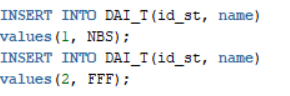 INSERT INTO DAI_T(id_st, name)
values(1, NBS);
INSERT INTO DAI_T(id_st, name)
values(2, FFF);